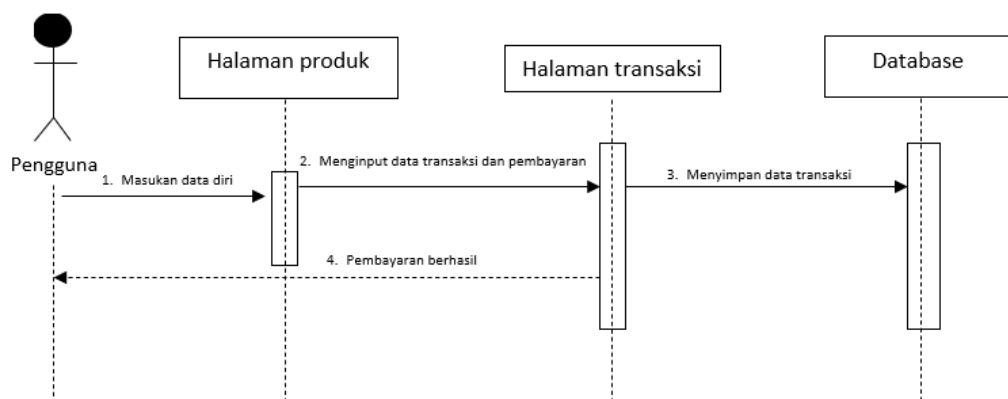 Halaman produk
Halaman transaksi
Database
Pengguna
1. Masukan data diri
2. Menginput data transaksi dan pembayaran
3. Menyimpan data transaksi
4. Pembayaran berhasil